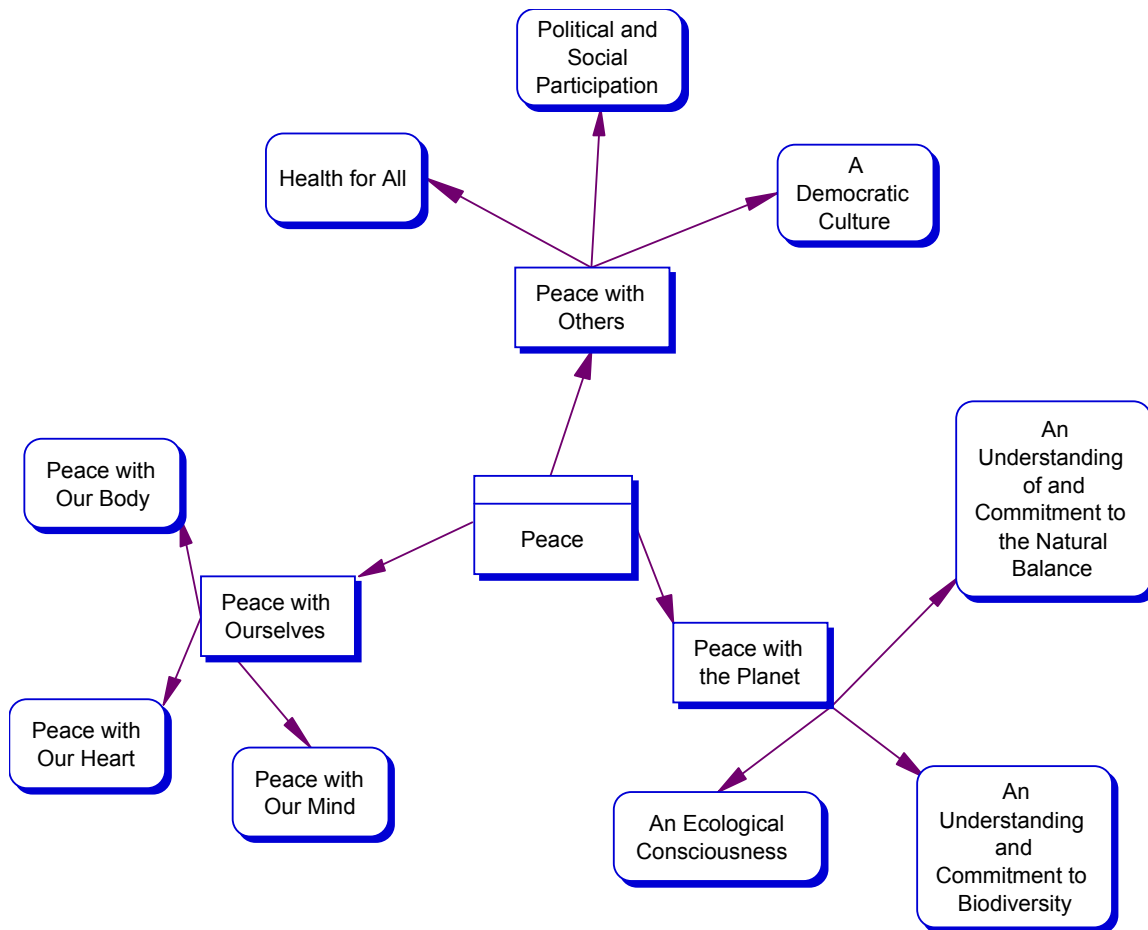 Political and
Social
Participation
Health for All
A
Democratic
Culture
Peace with
Others
An
Understanding
of and
Commitment to
the Natural
Balance
Peace with
Our Body
Peace
Peace with
Ourselves
Peace with
the Planet
Peace with
Our Heart
Peace with
Our Mind
An Ecological
Consciousness
An
Understanding
and
Commitment to
Biodiversity